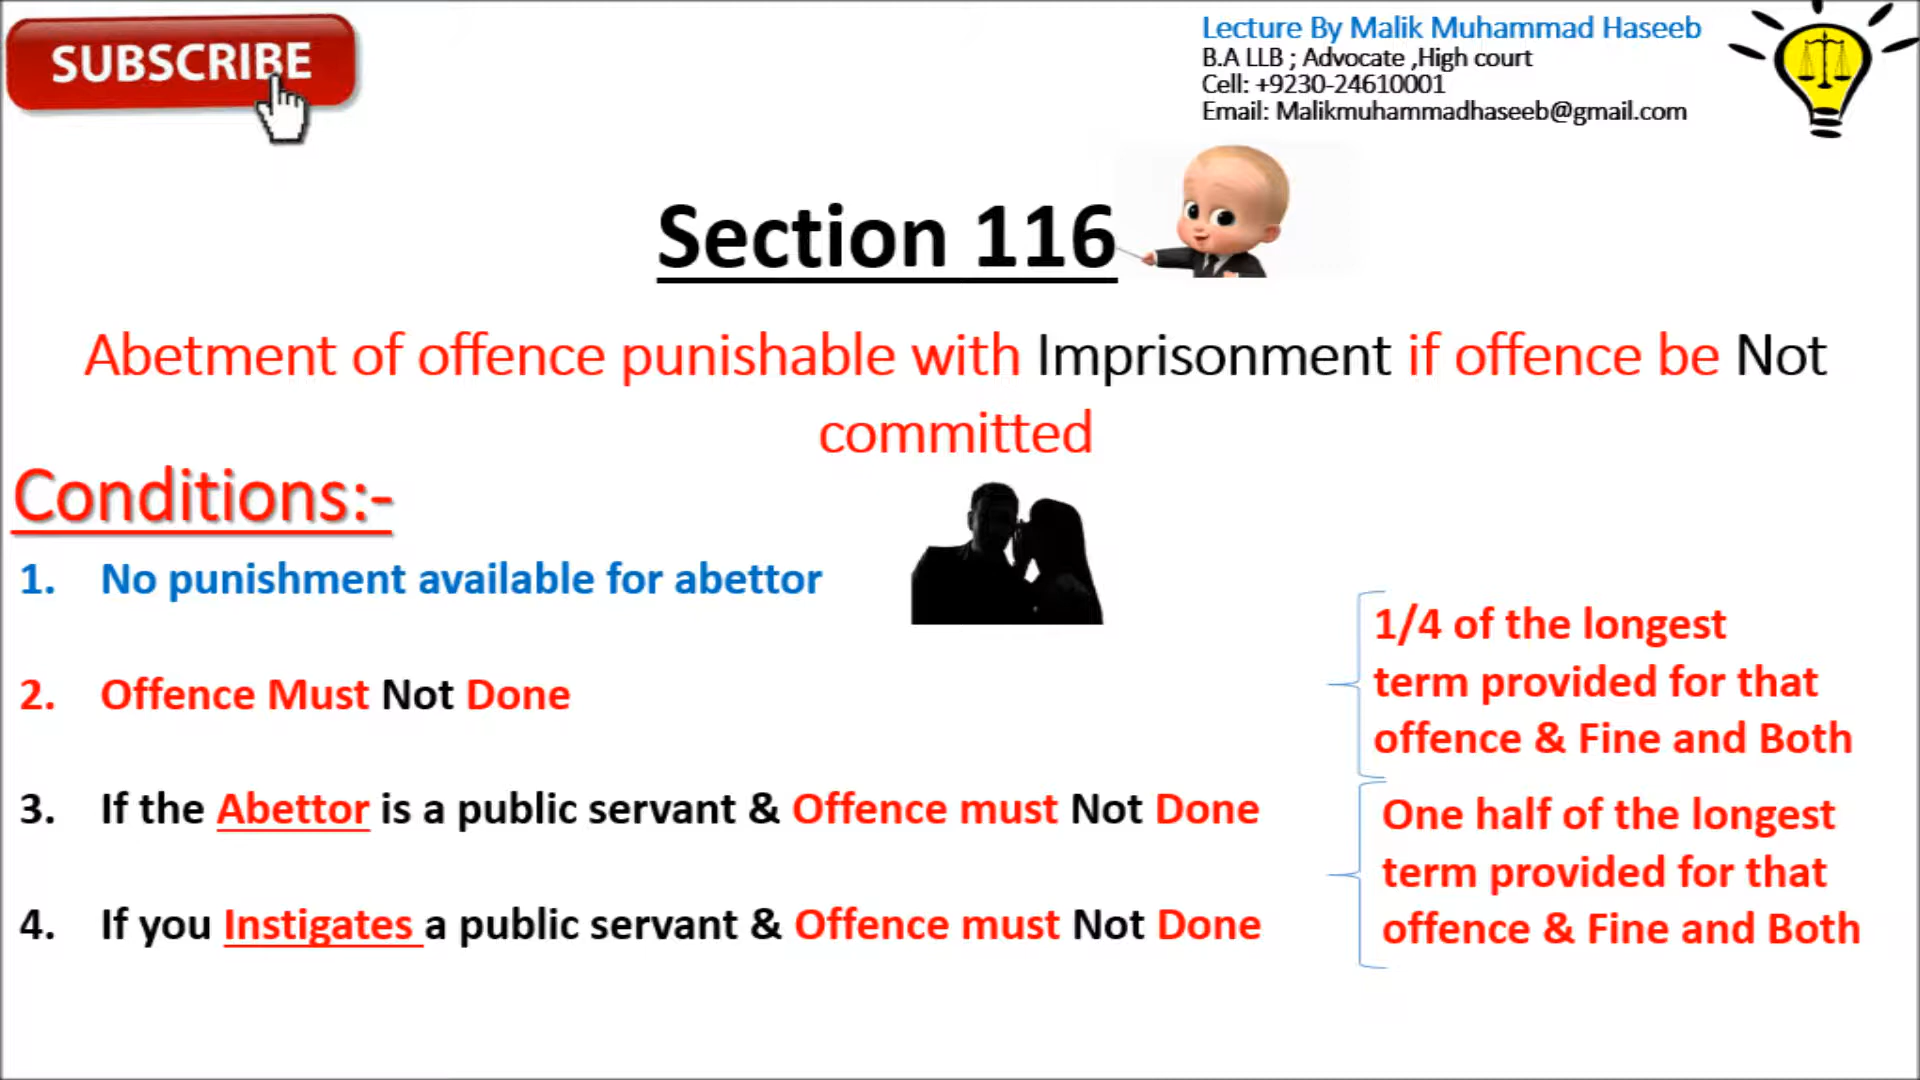 SUBSCRIBE
Lecture By Malik Muhammad Haseeb
B.A LLB ; Advocate ,High court
Cell: +9230-24610001
Email: Malikmuhammadhaseeb@gmail.com
Section 116
Abetment of offence punishable with Imprisonment if offence be Not
committed
Conditions:-
1. No punishment available for abettor
2. Offence Must Not Done
1/4 of the longest
term provided for that
offence & Fine and Both
3. If the Abettor is a public servant & Offence must Not Done
4. If you Instigates a public servant & Offence must Not Done
One half of the longest
term provided for that
offence & Fine and Both